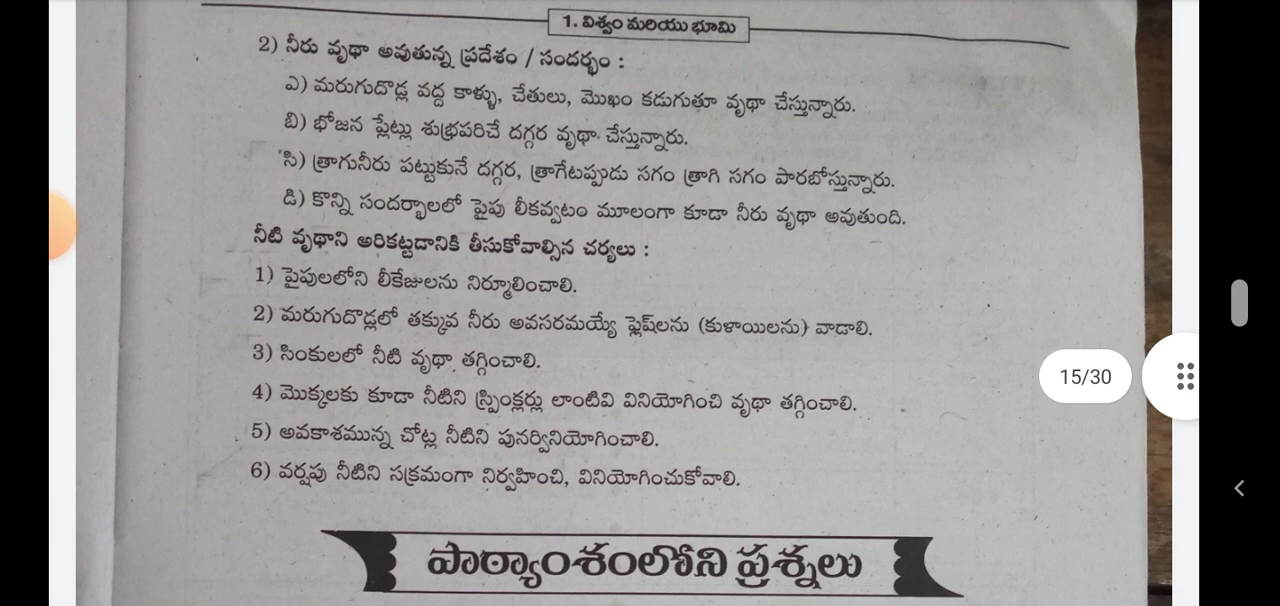 1. విశ్వం మరియు భూమి
2) నీరు వృథా అవుతున్న ప్రదేశం / సందర్భం :
ఎ) మరుగుదొడ్ల వద్ద కాళ్ళు, చేతులు, మొఖం కడుగుతూ వృథా చేస్తున్నారు.
బి) భోజన ప్లేట్లు శుభ్రపరిచే దగ్గర వృథా చేస్తున్నారు.
సి) త్రాగునీరు పట్టుకునే దగ్గర, త్రాగేటప్పుడు సగం త్రాగి సగం పారబోస్తున్నారు.
డి) కొన్ని సందర్భాలలో పైపు లీకవ్వటం మూలంగా కూడా నీరు వృథా అవుతుంది.
నీటి వృథాని అరికట్టడానికి తీసుకోవాల్సిన చర్యలు :
1) పైపులలోని లీకేజులను నిర్మూలించాలి.
2) మరుగుదొడ్లలో తక్కువ నీరు అవసరమయ్యే ఫ్లెష్‌లను (కుళాయిలను) వాడాలి.
3) సింకులలో నీటి వృథా తగ్గించాలి.
4) మొక్కలకు కూడా నీటిని స్ప్రింక్లర్లు లాంటివి వినియోగించి వృథా తగ్గించాలి.
15/30
5) అవకాశమున్న చోట్ల నీటిని పునర్వినియోగించాలి.
6) వర్షపు నీటిని సక్రమంగా నిర్వహించి, వినియోగించుకోవాలి.
పాఠ్యాంశంలోని ప్రశ్నలు